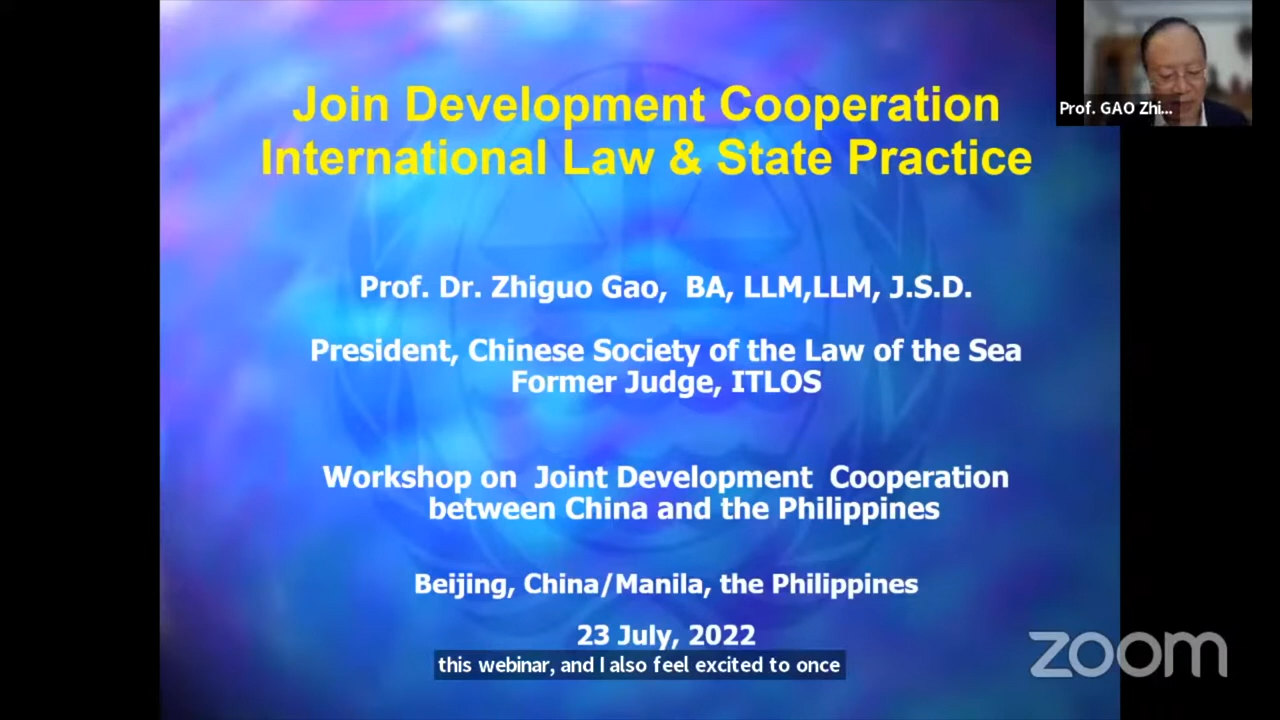 Join Development Cooperation
International Law & State Practice
Prof. GAO Zhi...
Prof. Dr. Zhiguo Gao, BA, LLM,LLM, J.S.D.
President, Chinese Society of the Law of the Sea
Former Judge, ITLOS
Workshop on Joint Development Cooperation
between China and the Philippines
Beijing, China/Manila, the Philippines
23 July, 2022
this webinar, and I also feel excited to once
zoom